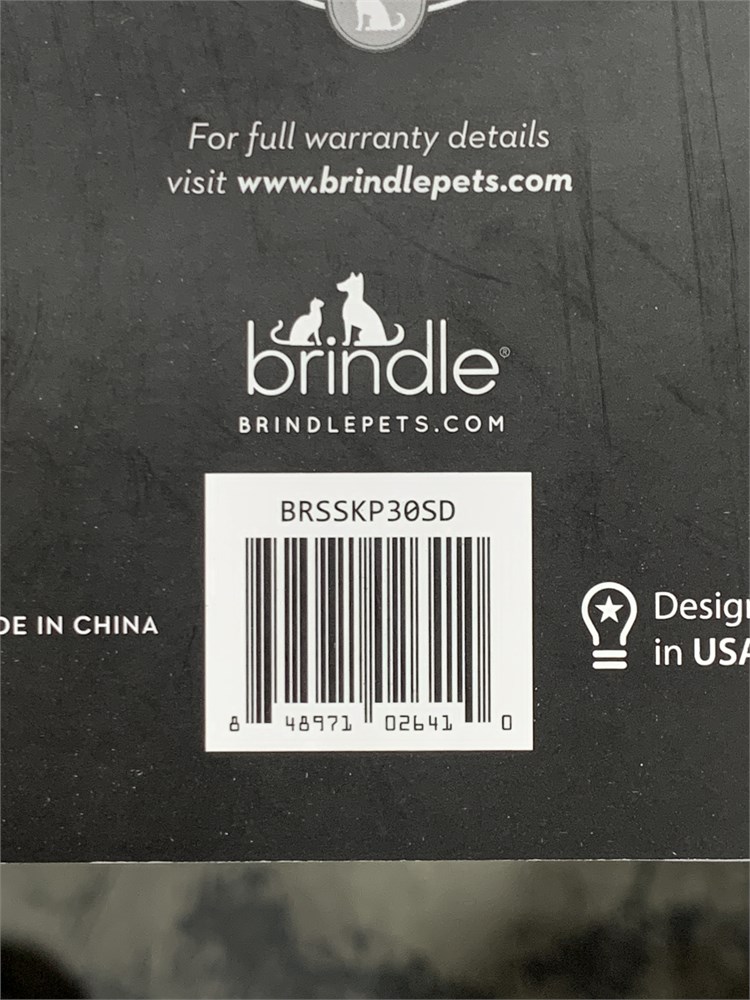 For full warranty details
visit www.brindlepets.com
brindle®
BRINDLEPETS.COM
BRSSKP30SD
DE IN CHINA
Design
in USA
8 48971 02641 0